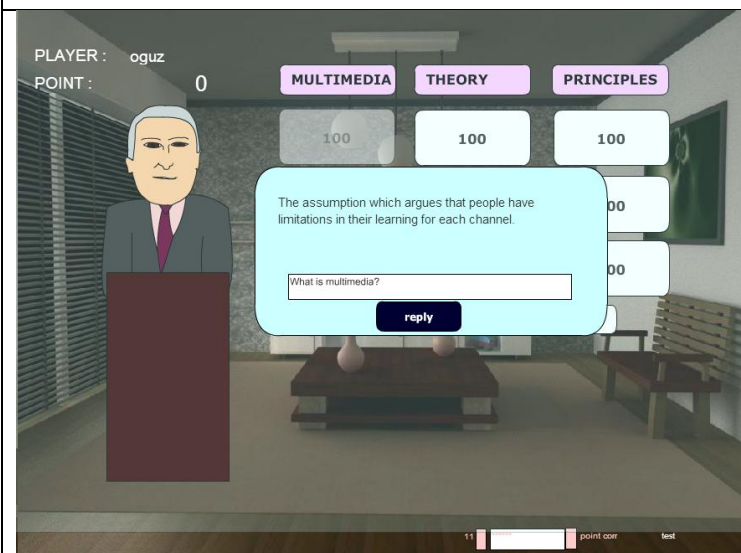 PLAYER : oguz
POINT : 0
MULTIMEDIA THEORY PRINCIPLES
100 100 100
The assumption which argues that people have
limitations in their learning for each channel.
00
What is multimedia?
00
reply
11 point corr test